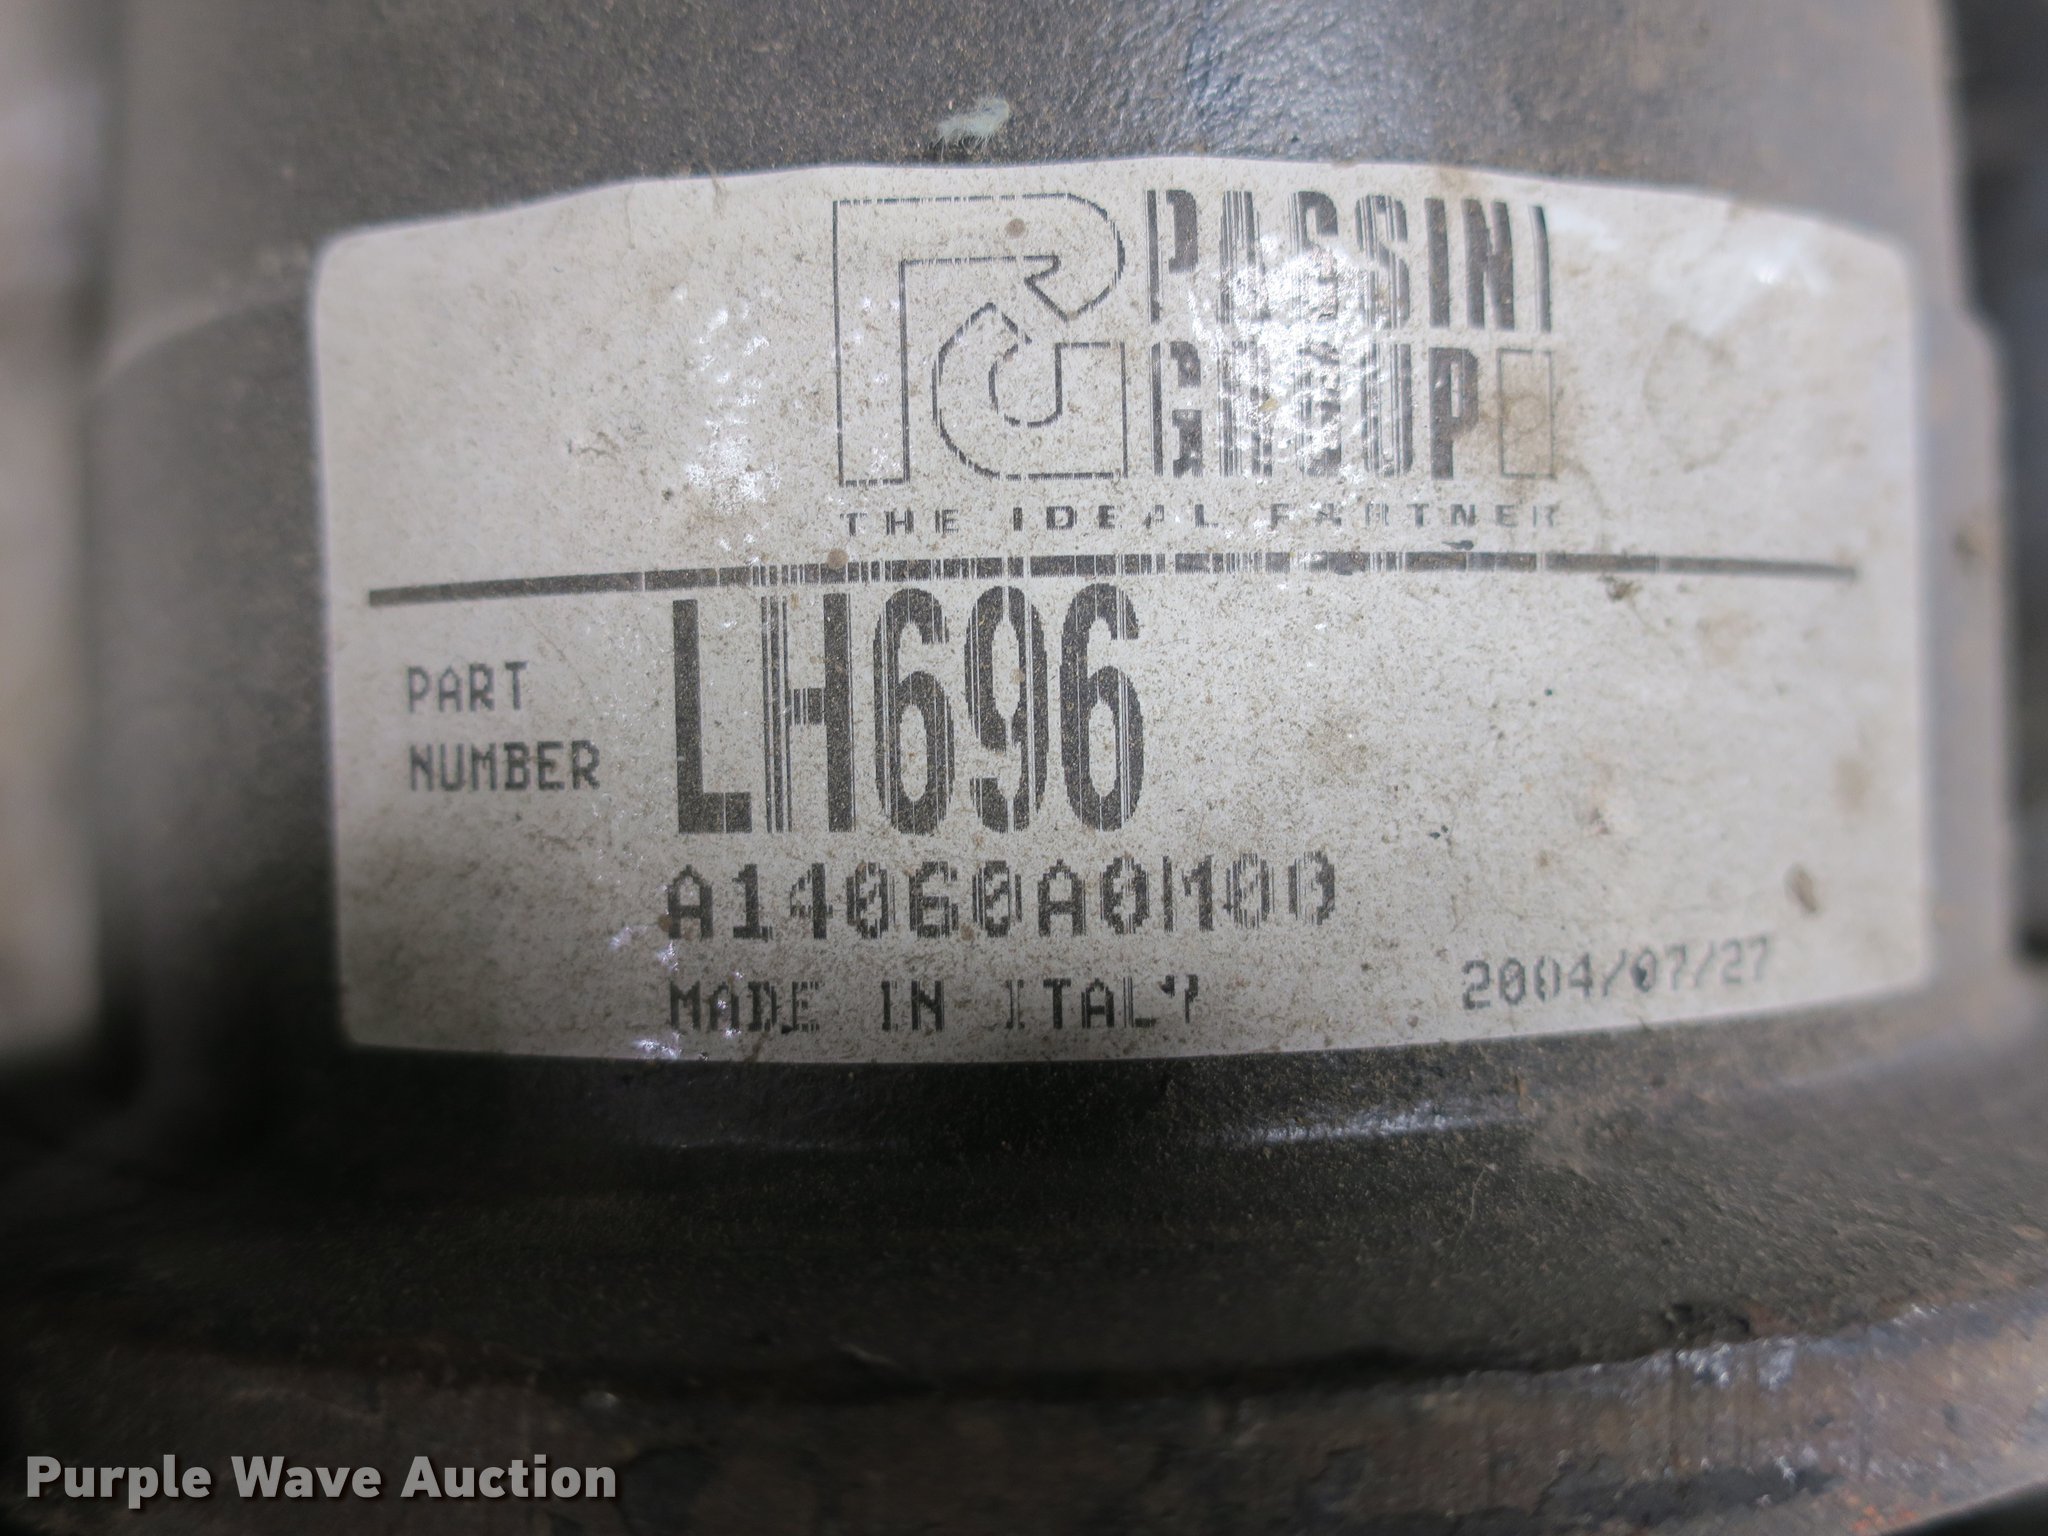 PASSINI
GROUP
THE IDEAL PARTNER
PART
NUMBER
LH696
A14060A0M00
MADE IN ITALY
2004/07/27
Purple Wave Auction